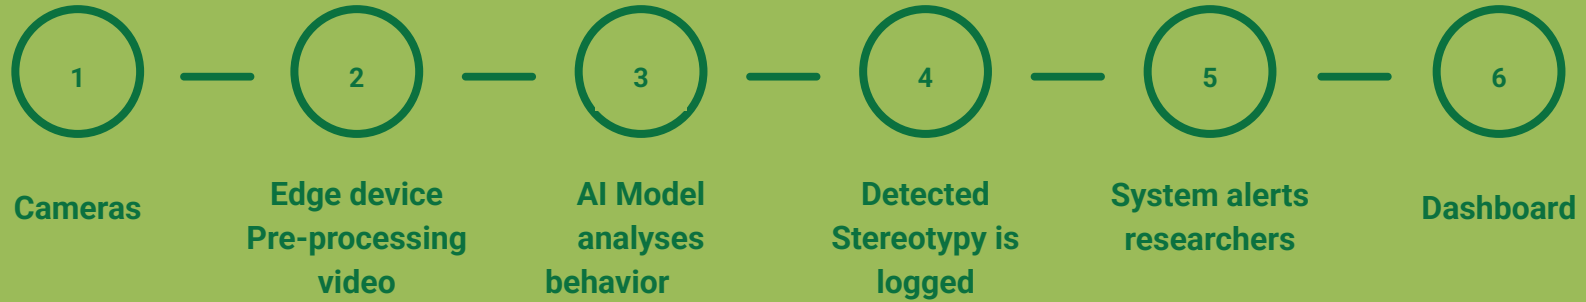 1
2
3
4
5
6
Cameras
Edge device
Pre-processing
video
AI Model
analyses
behavior
Detected
Stereotypy is
logged
System alerts
researchers
Dashboard